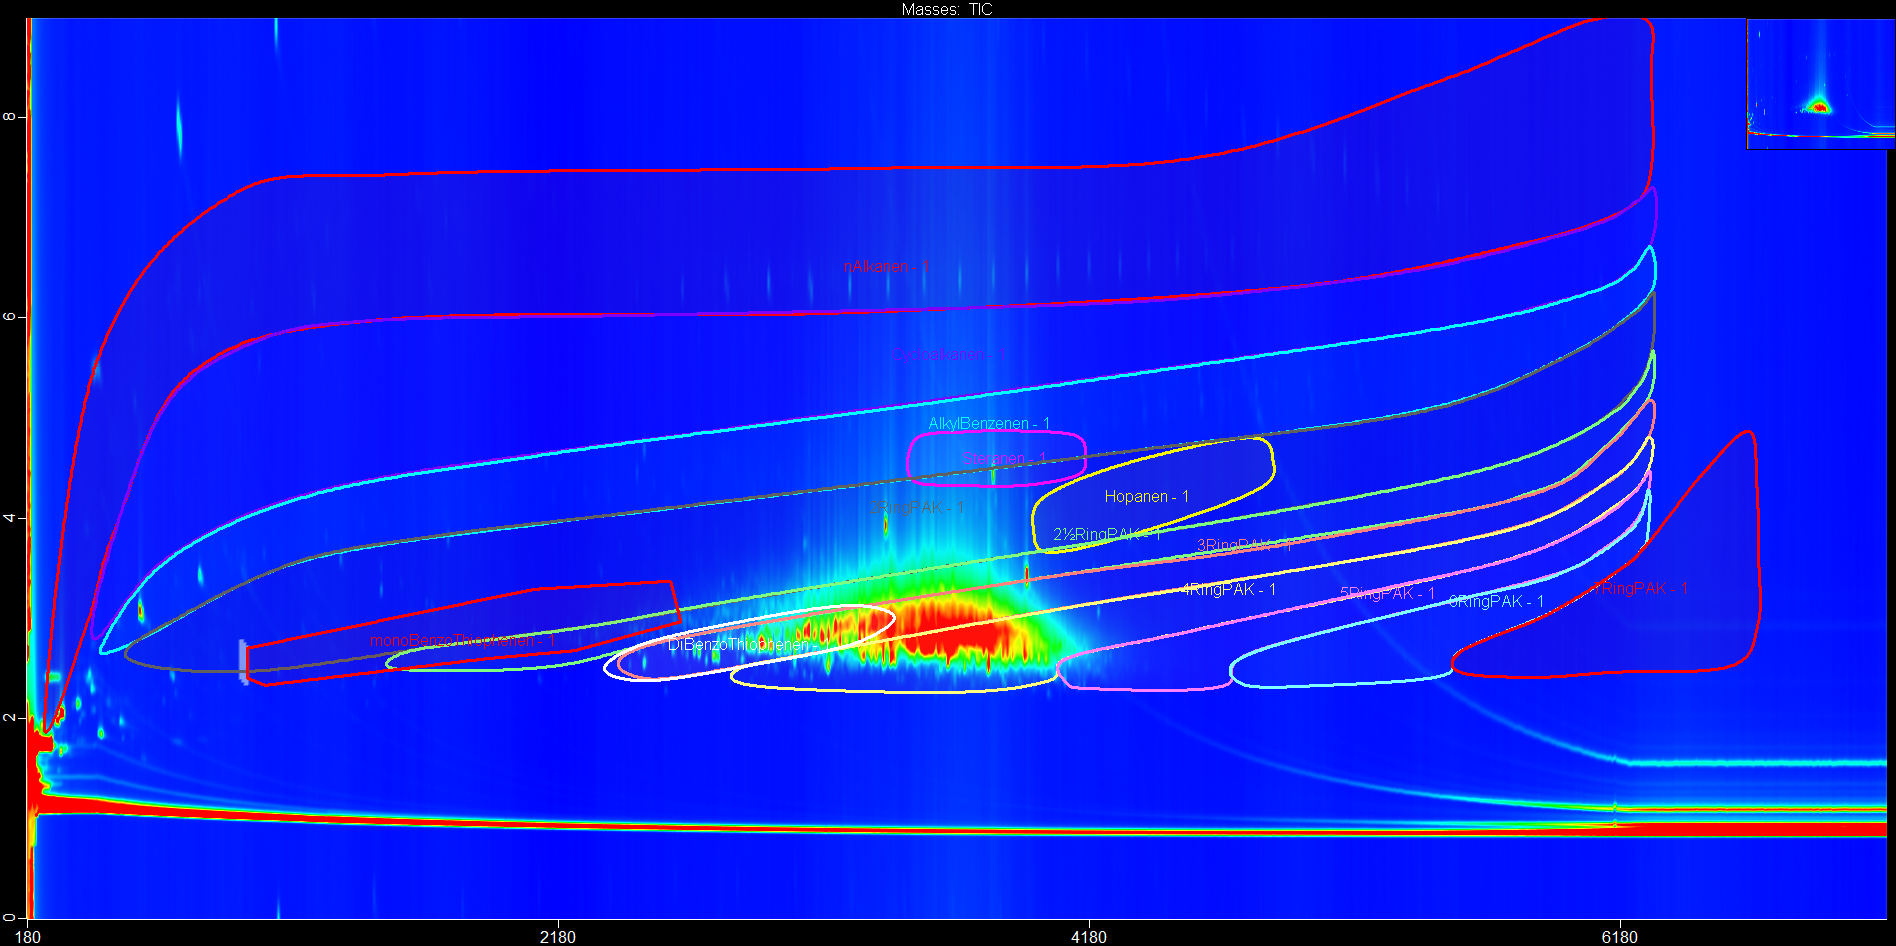 Masses: TIC
8
nAlkanen - 1
6
Cycloalkanen - 1
AlkylBenzenen - 1
Steranen - 1
Hopanen - 1
2RingPAK - 1
4
2½RingPAK - 1
3RingPAK - 1
4RingPAK - 1
5RingPAK - 1
6RingPAK - 1
7RingPAK - 1
monoBenzoThiophenen - 1
DiBenzoThiophenen -
2
0
180
2180
4180
6180